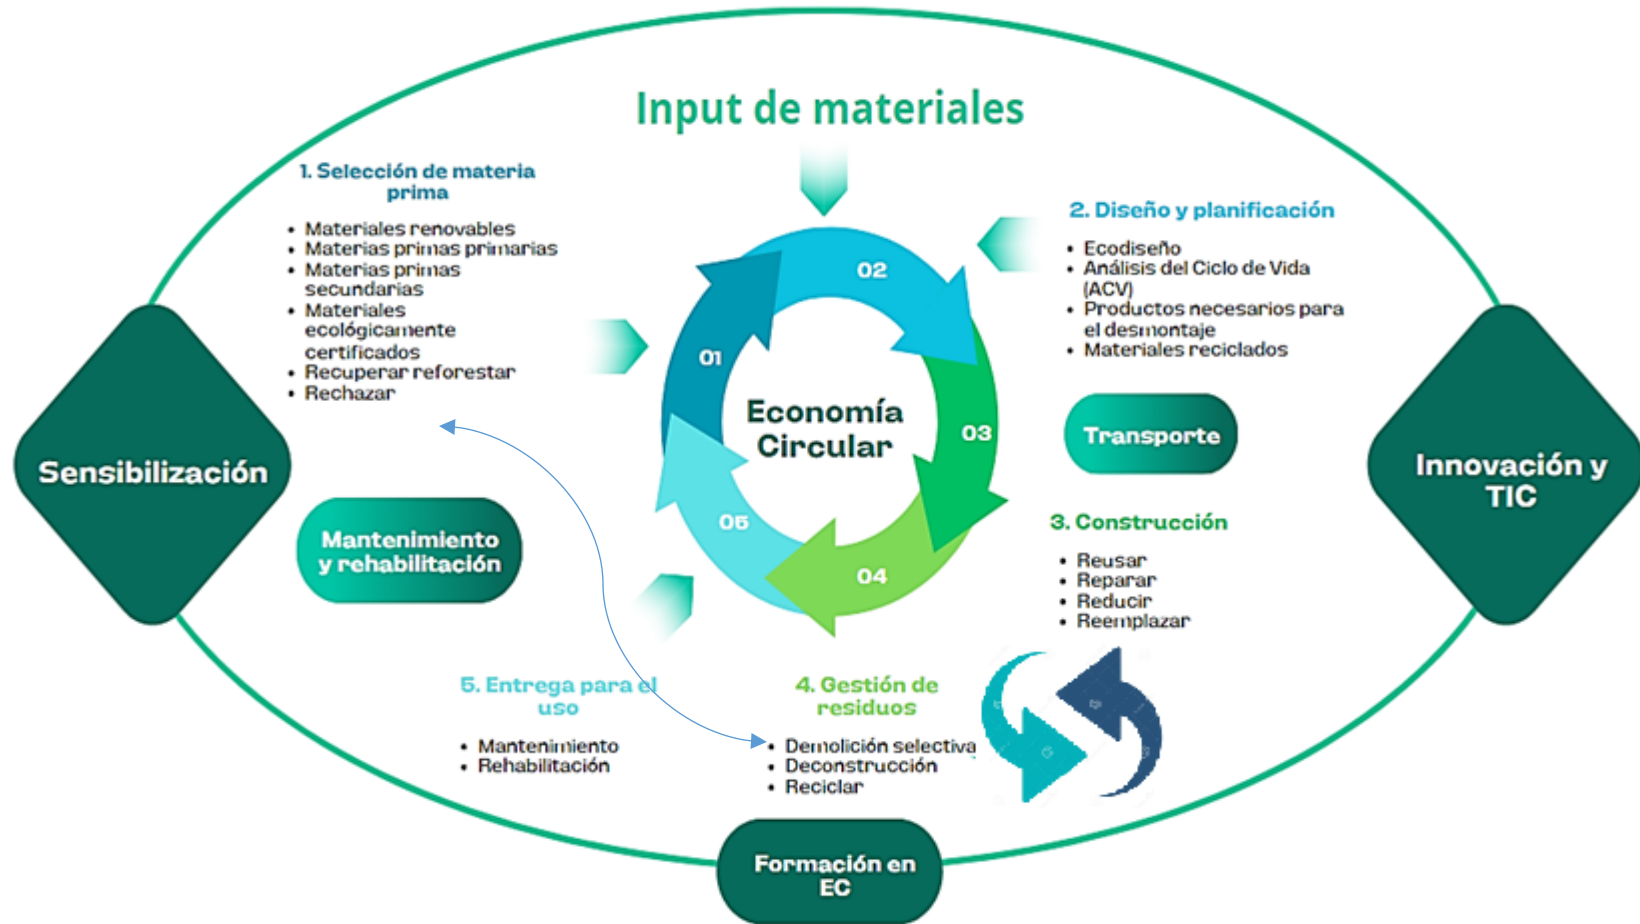 Input de materiales
1. Selección de materia
prima
• Materiales renovables
• Materias primas primarias
• Materias primas
secundarias
• Materiales
ecológicamente
certificados
• Recuperar reforestar
• Rechazar
2. Diseño y planificación
• Ecodiseño
• Análisis del Ciclo de Vida
(ACV)
• Productos necesarios para
el desmontaje
• Materiales reciclados
01
02
03
04
05
Economía
Circular
Transporte
Sensibilización
Innovación y
TIC
Mantenimiento
y rehabilitación
3. Construcción
• Reusar
• Reparar
• Reducir
• Reemplazar
5. Entrega para el
uso
• Mantenimiento
• Rehabilitación
4. Gestión de
residuos
• Demolición selectiva
• Deconstrucción
• Reciclar
Formación en
EC